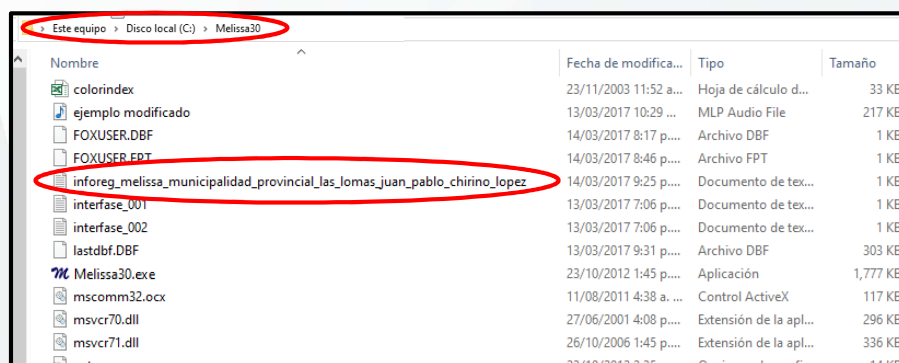 Este equipo > Disco local (C:) > Melissa30
Nombre Fecha de modifica... Tipo Tamaño
colorindex 23/11/2003 11:52 a... Hoja de cálculo d... 33 KB
ejemplo modificado 13/03/2017 10:29 ... MLP Audio File 217 KB
FOXUSER.DBF 14/03/2017 8:17 p.... Archivo DBF 1 KB
FOXUSER.FPT 14/03/2017 8:46 p.... Archivo FPT 1 KB
inforeg_melissa_municipalidad_provincial_las_lomas_juan_pablo_chirino_lopez 14/03/2017 9:25 p.... Documento de tex... 1 KB
interfase_001 13/03/2017 7:06 p.... Documento de tex... 1 KB
interfase_002 13/03/2017 7:06 p.... Documento de tex... 1 KB
lastdbf.DBF 13/03/2017 9:31 p.... Archivo DBF 303 KB
Melissa30.exe 23/10/2012 1:45 p.... Aplicación 1,777 KB
mscomm32.ocx 11/08/2011 4:38 a. ... Control ActiveX 117 KB
msvcr70.dll 27/06/2001 4:08 p.... Extensión de la apl... 296 KB
msvcr71.dll 26/10/2006 1:45 p.... Extensión de la apl... 336 KB